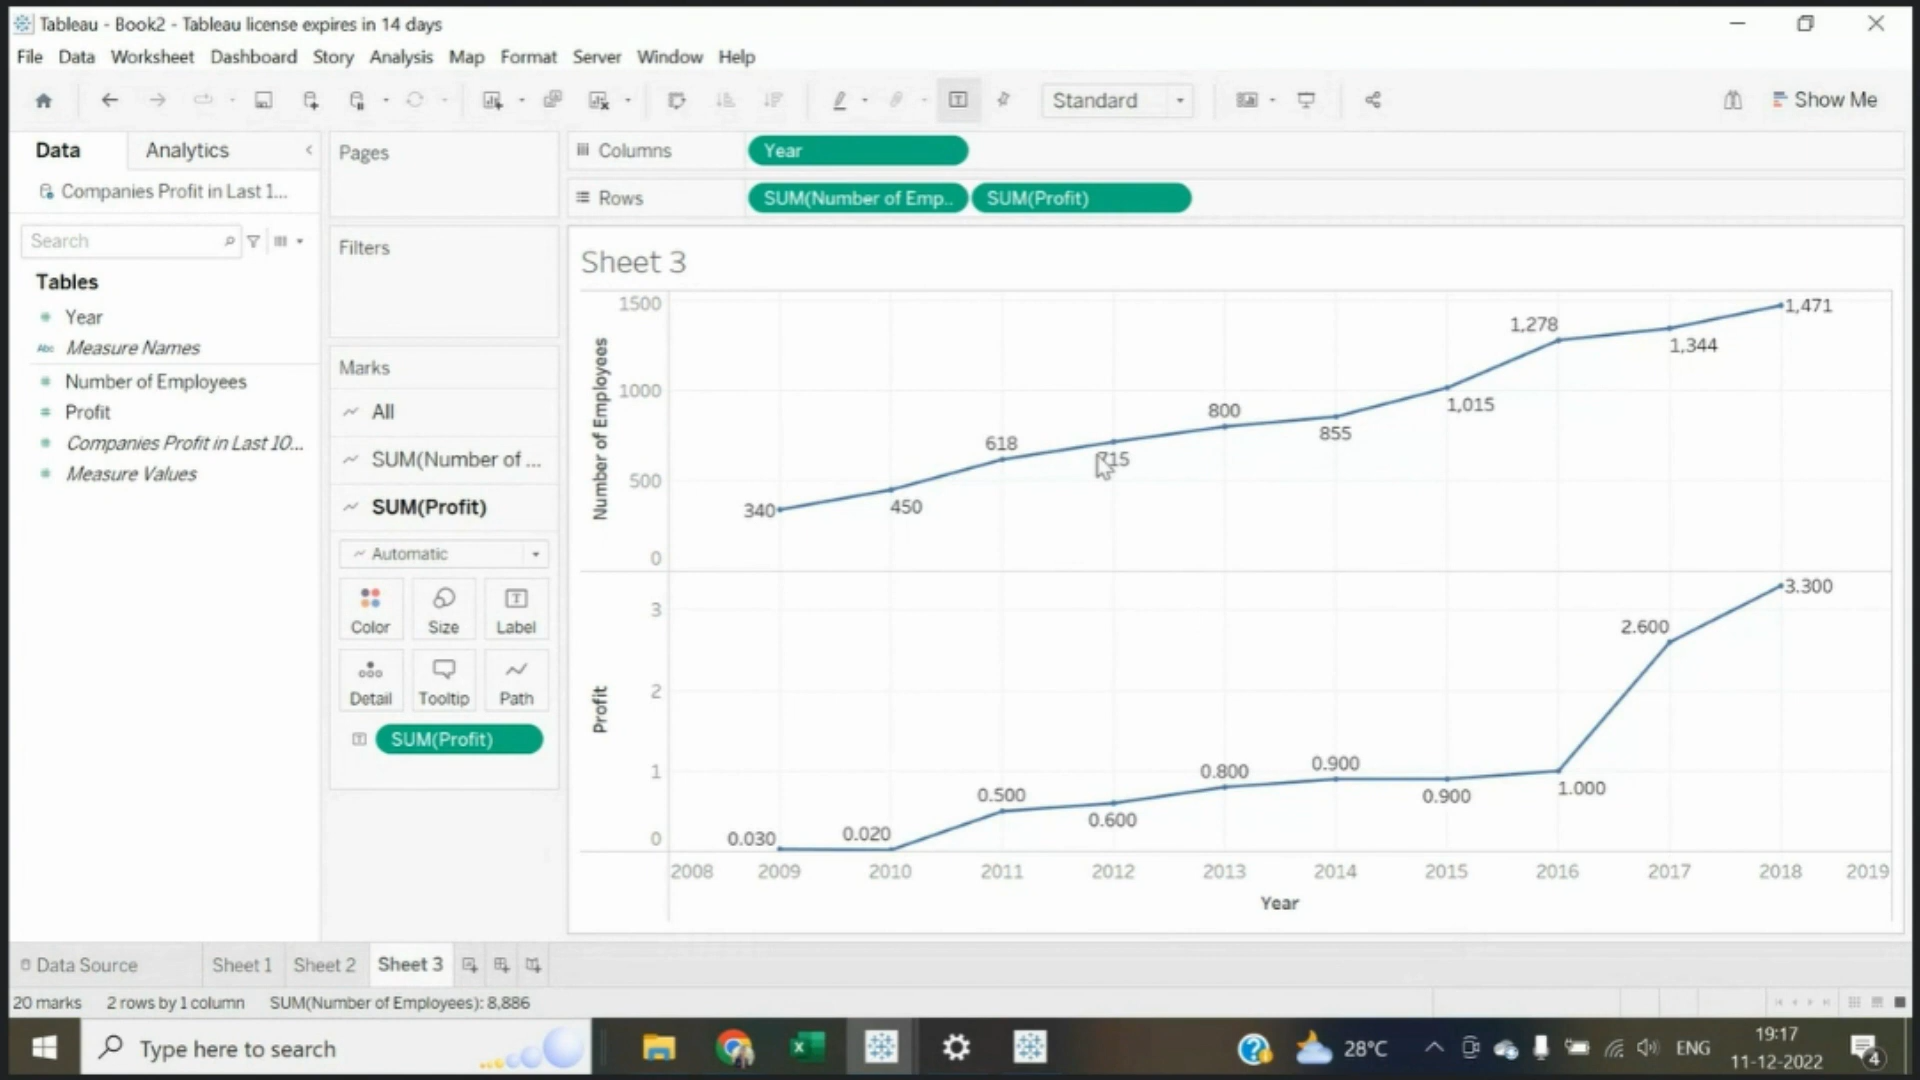 Tableau - Book2 - Tableau license expires in 14 days
File Data Worksheet Dashboard Story Analysis Map Format Server Window Help
Standard
Show Me
Data Analytics
Companies Profit in Last 1...
Search
Tables
Year
Abc Measure Names
Number of Employees
Profit
Companies Profit in Last 10...
Measure Values
Pages
Filters
Marks
All
SUM(Number of ...
SUM(Profit)
Automatic
Color Size Label
Detail Tooltip Path
SUM(Profit)
Columns Year
Rows SUM(Number of Emp.. SUM(Profit)
Sheet 3
Number of Employees
1500
1000
500
0
340
450
618
715
800
855
1,015
1,278
1,344
1,471
Profit
3
2
1
0
0.030
0.020
0.500
0.600
0.800
0.900
0.900
1.000
2.600
3.300
2008 2009 2010 2011 2012 2013 2014 2015 2016 2017 2018 2019
Year
Data Source Sheet 1 Sheet 2 Sheet 3
20 marks 2 rows by 1 column SUM(Number of Employees): 8,886
Type here to search
28°C
ENG
19:17
11-12-2022
4